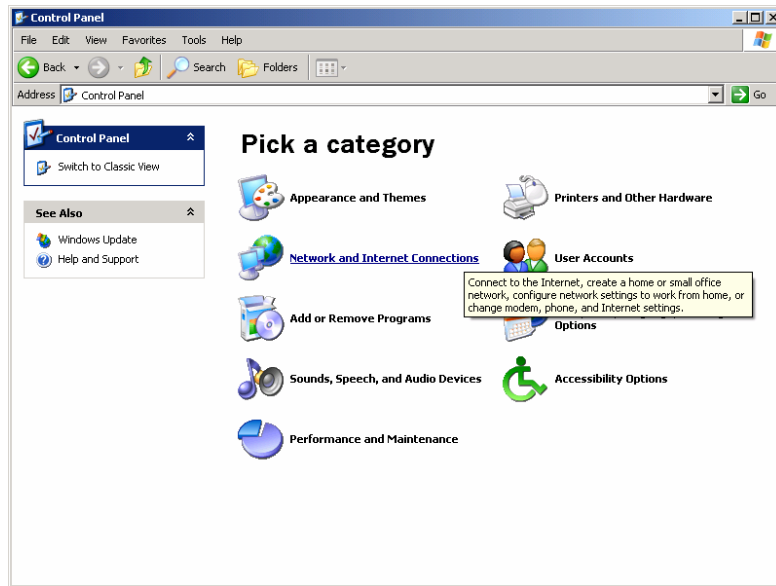 Control Panel
File Edit View Favorites Tools Help
Back Search Folders
Address Control Panel Go
Control Panel
Switch to Classic View
See Also
Windows Update
Help and Support
Pick a category
Appearance and Themes
Printers and Other Hardware
Network and Internet Connections
User Accounts
Connect to the Internet, create a home or small office
network, configure network settings to work from home, or
change modem, phone, and Internet settings.
Add or Remove Programs
Options
Sounds, Speech, and Audio Devices
Accessibility Options
Performance and Maintenance